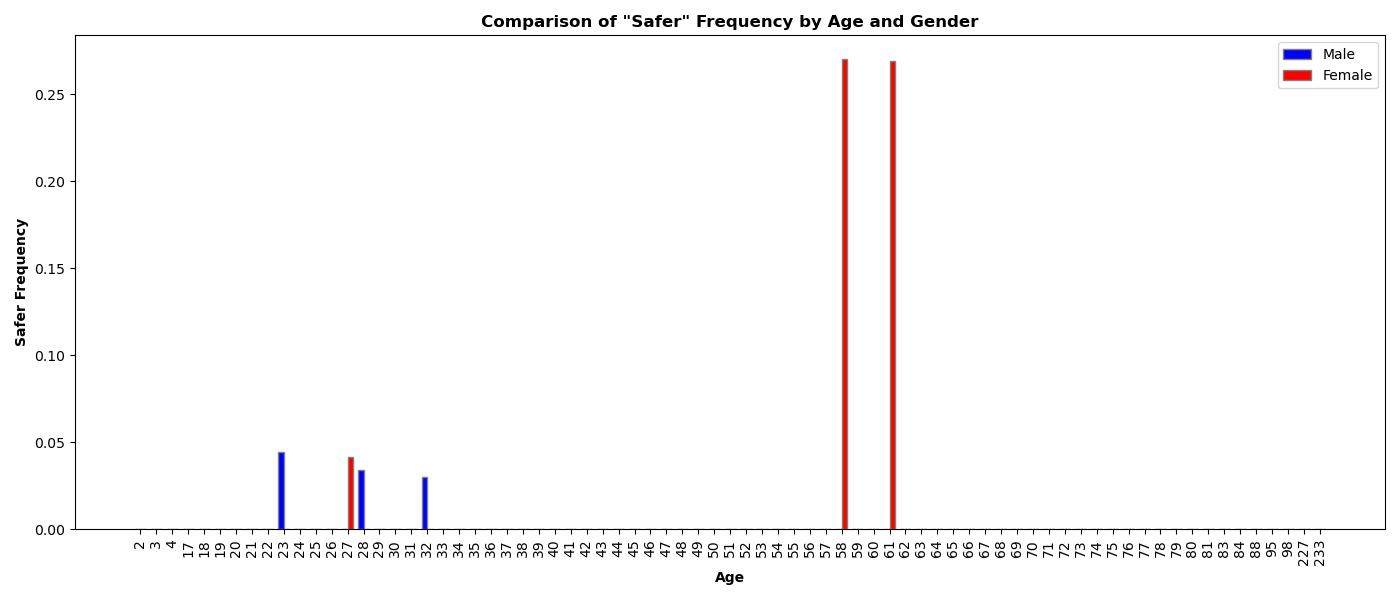 Comparison of "Safer" Frequency by Age and Gender
Male
Female
Safer Frequency
0.25
0.20
0.15
0.10
0.05
0.00
2 3 4 17 18 19 20 21 22 23 24 25 26 27 28 29 30 31 32 33 34 35 36 37 38 39 40 41 42 43 44 45 46 47 48 49 50 51 52 53 54 55 56 57 58 59 60 61 62 63 64 65 66 67 68 69 70 71 72 73 74 75 76 77 78 79 80 81 83 84 88 95 98 227 233
Age